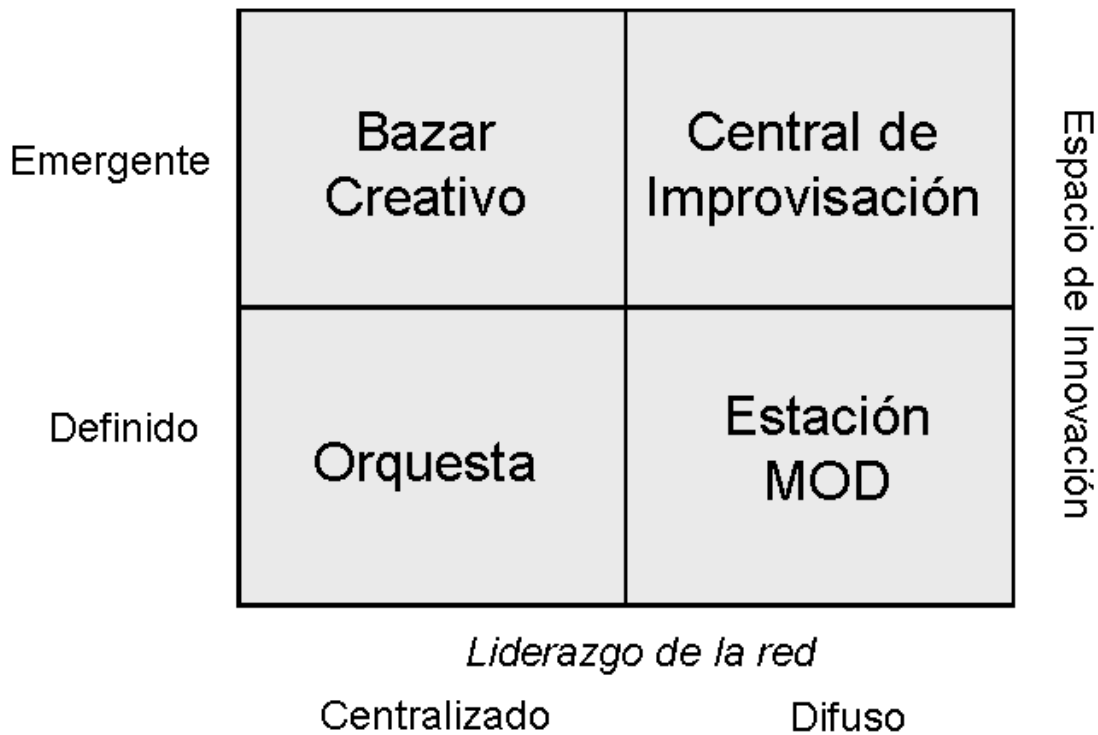 Bazar
Creativo
Central de
Improvisación
Emergente
Espacio de Innovación
Definido
Orquesta
Estación
MOD
Liderazgo de la red
Centralizado
Difuso